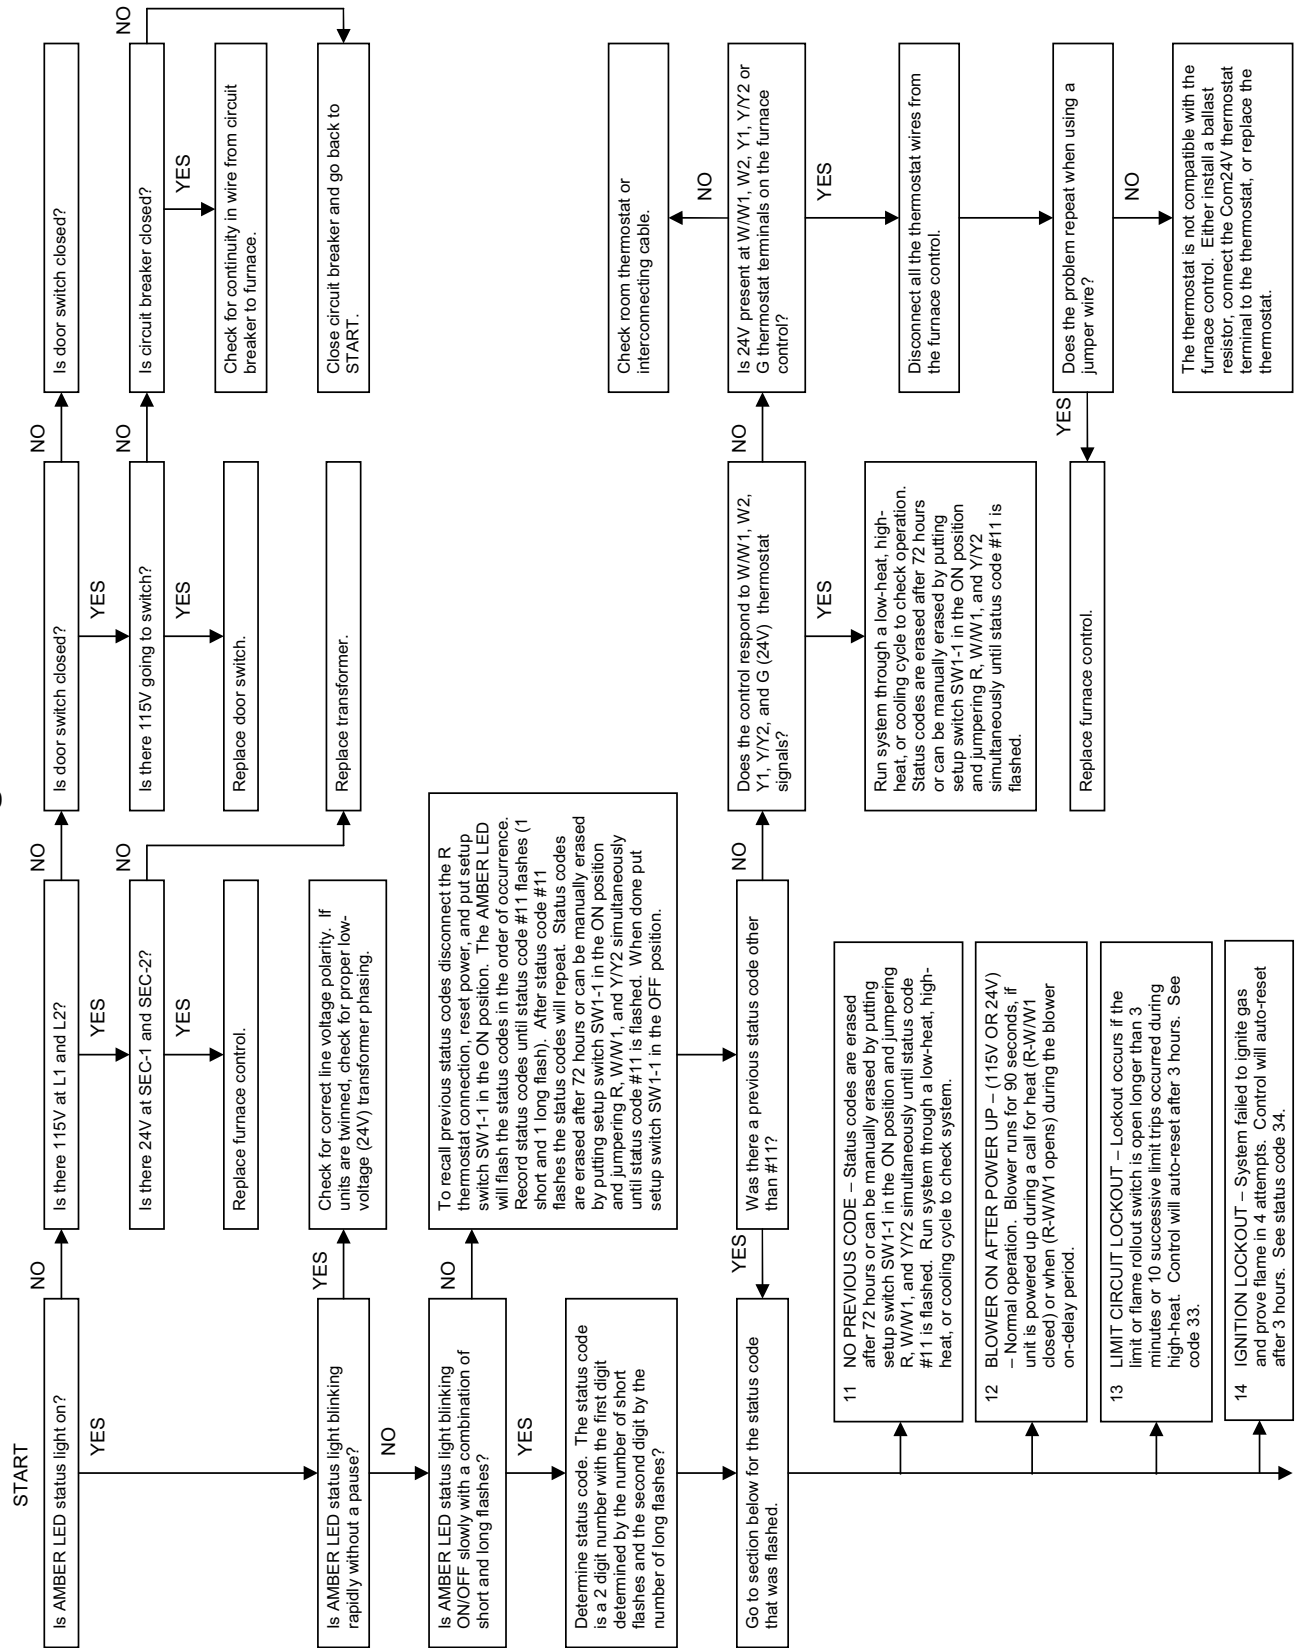 START
Is AMBER LED status light on?
NO
YES
Is there 115V at L1 and L2?
NO
YES
Is door switch closed?
NO
YES
Is door switch closed?
Is there 24V at SEC-1 and SEC-2?
NO
YES
Is there 115V going to switch?
NO
YES
Is circuit breaker closed?
NO
YES
Replace furnace control.
Replace door switch.
Check for continuity in wire from circuit
breaker to furnace.
Is AMBER LED status light blinking
rapidly without a pause?
YES
NO
Check for correct line voltage polarity. If
units are twinned, check for proper low-
voltage (24V) transformer phasing.
Replace transformer.
Close circuit breaker and go back to
START.
Is AMBER LED status light blinking
ON/OFF slowly with a combination of
short and long flashes?
NO
YES
To recall previous status codes disconnect the R
thermostat connection, reset power, and put setup
switch SW1-1 in the ON position. The AMBER LED
will flash the status codes in the order of occurrence.
Record status codes until status code #11 flashes (1
short and 1 long flash). After status code #11
flashes the status codes will repeat. Status codes
are erased after 72 hours or can be manually erased
by putting setup switch SW1-1 in the ON position
and jumpering R, W/W1, and Y/Y2 simultaneously
until status code #11 is flashed. When done put
setup switch SW1-1 in the OFF position.
Determine status code. The status code
is a 2 digit number with the first digit
determined by the number of short
flashes and the second digit by the
number of long flashes?
Check room thermostat or
interconnecting cable.
NO
Go to section below for the status code
that was flashed.
YES
Was there a previous status code other
than #11?
NO
Does the control respond to W/W1, W2,
Y1, Y/Y2, and G (24V) thermostat
signals?
NO
YES
Is 24V present at W/W1, W2, Y1, Y/Y2 or
G thermostat terminals on the furnace
control?
YES
Run system through a low-heat, high-
heat, or cooling cycle to check operation.
Status codes are erased after 72 hours
or can be manually erased by putting
setup switch SW1-1 in the ON position
and jumpering R, W/W1, and Y/Y2
simultaneously until status code #11 is
flashed.
Disconnect all the thermostat wires from
the furnace control.
Does the problem repeat when using a
jumper wire?
YES
NO
Replace furnace control.
The thermostat is not compatible with the
furnace control. Either install a ballast
resistor, connect the Com24V thermostat
terminal to the thermostat, or replace the
thermostat.
11 NO PREVIOUS CODE – Status codes are erased
after 72 hours or can be manually erased by putting
setup switch SW1-1 in the ON position and jumpering
R, W/W1, and Y/Y2 simultaneously until status code
#11 is flashed. Run system through a low-heat, high-
heat, or cooling cycle to check system.
12 BLOWER ON AFTER POWER UP – (115V OR 24V)
– Normal operation. Blower runs for 90 seconds, if
unit is powered up during a call for heat (R-W/W1
closed) or when (R-W/W1 opens) during the blower
on-delay period.
13 LIMIT CIRCUIT LOCKOUT – Lockout occurs if the
limit or flame rollout switch is open longer than 3
minutes or 10 successive limit trips occurred during
high-heat. Control will auto-reset after 3 hours. See
code 33.
14 IGNITION LOCKOUT – System failed to ignite gas
and prove flame in 4 attempts. Control will auto-reset
after 3 hours. See status code 34.